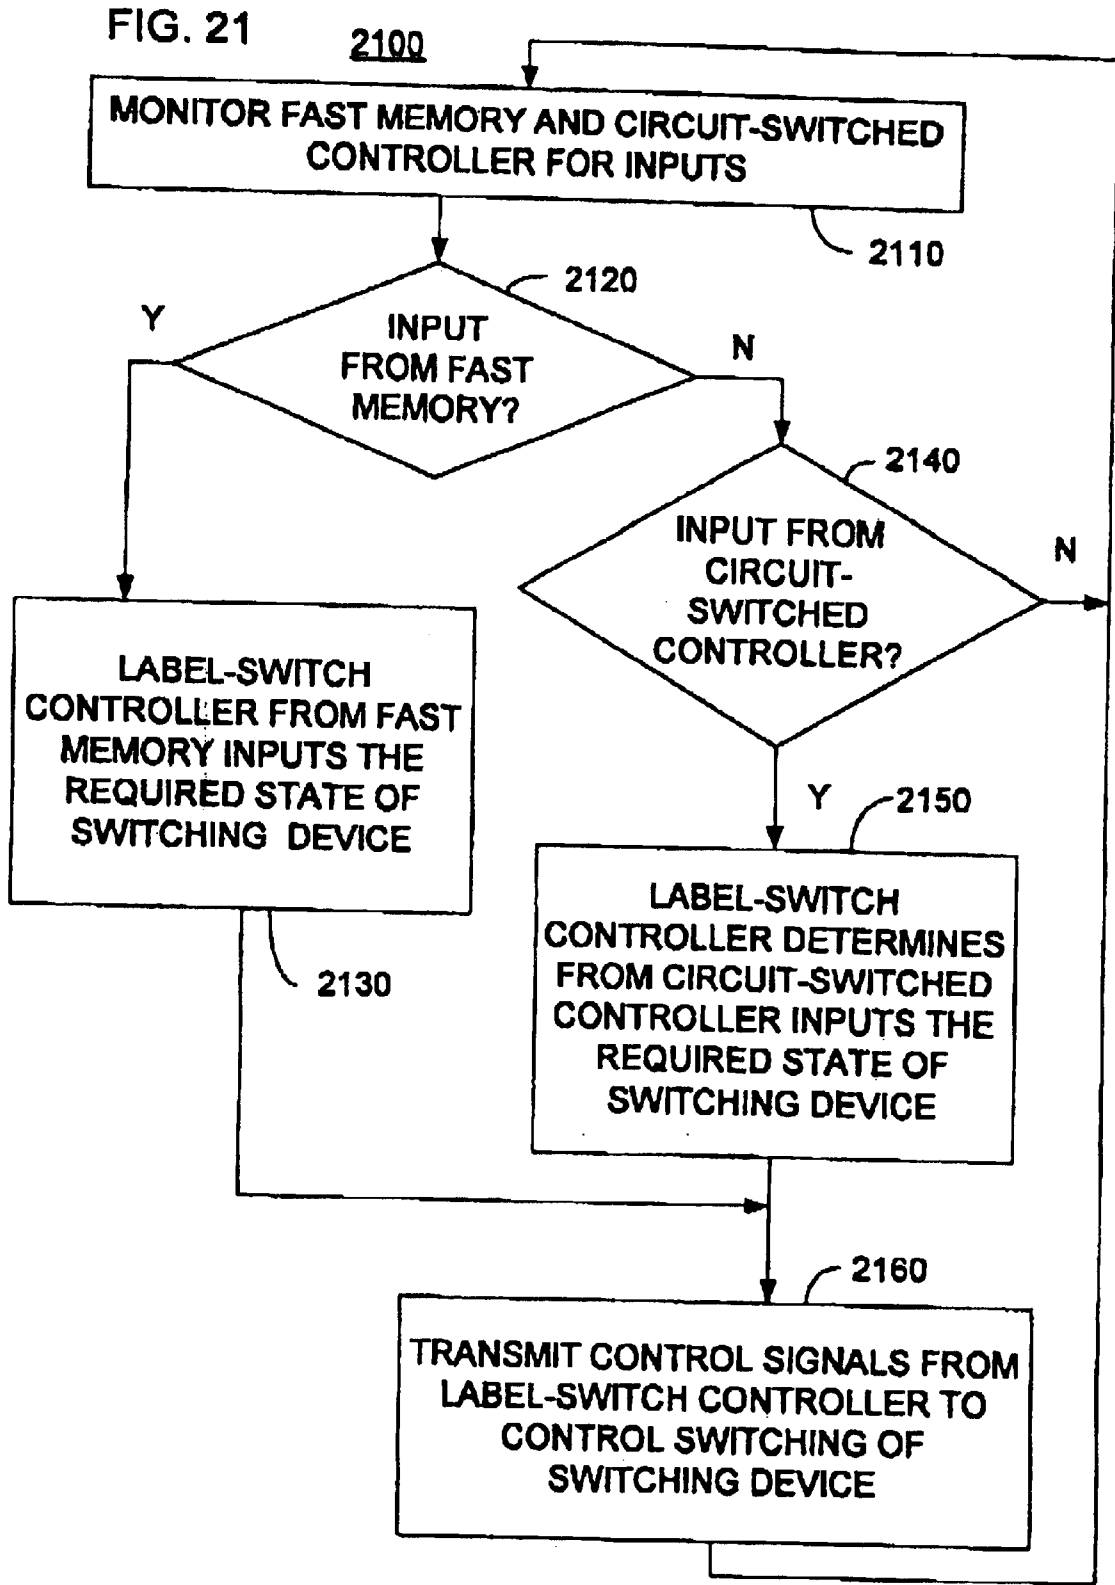 FIG. 21
2100
MONITOR FAST MEMORY AND CIRCUIT-SWITCHED
CONTROLLER FOR INPUTS
2110
2120
Y
INPUT
FROM FAST
MEMORY?
N
2140
INPUT FROM
CIRCUIT-
SWITCHED
CONTROLLER?
N
LABEL-SWITCH
CONTROLLER FROM FAST
MEMORY INPUTS THE
REQUIRED STATE OF
SWITCHING DEVICE
2130
Y
2150
LABEL-SWITCH
CONTROLLER DETERMINES
FROM CIRCUIT-SWITCHED
CONTROLLER INPUTS THE
REQUIRED STATE OF
SWITCHING DEVICE
2160
TRANSMIT CONTROL SIGNALS FROM
LABEL-SWITCH CONTROLLER TO
CONTROL SWITCHING OF
SWITCHING DEVICE